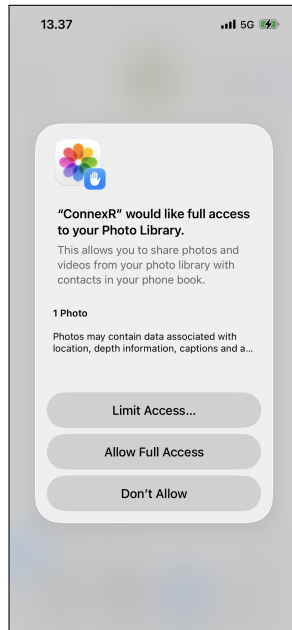 13.37 5G
“ConnexR” would like full access
to your Photo Library.
This allows you to share photos and
videos from your photo library with
contacts in your phone book.
1 Photo
Photos may contain data associated with
location, depth information, captions and a...
Limit Access...
Allow Full Access
Don’t Allow